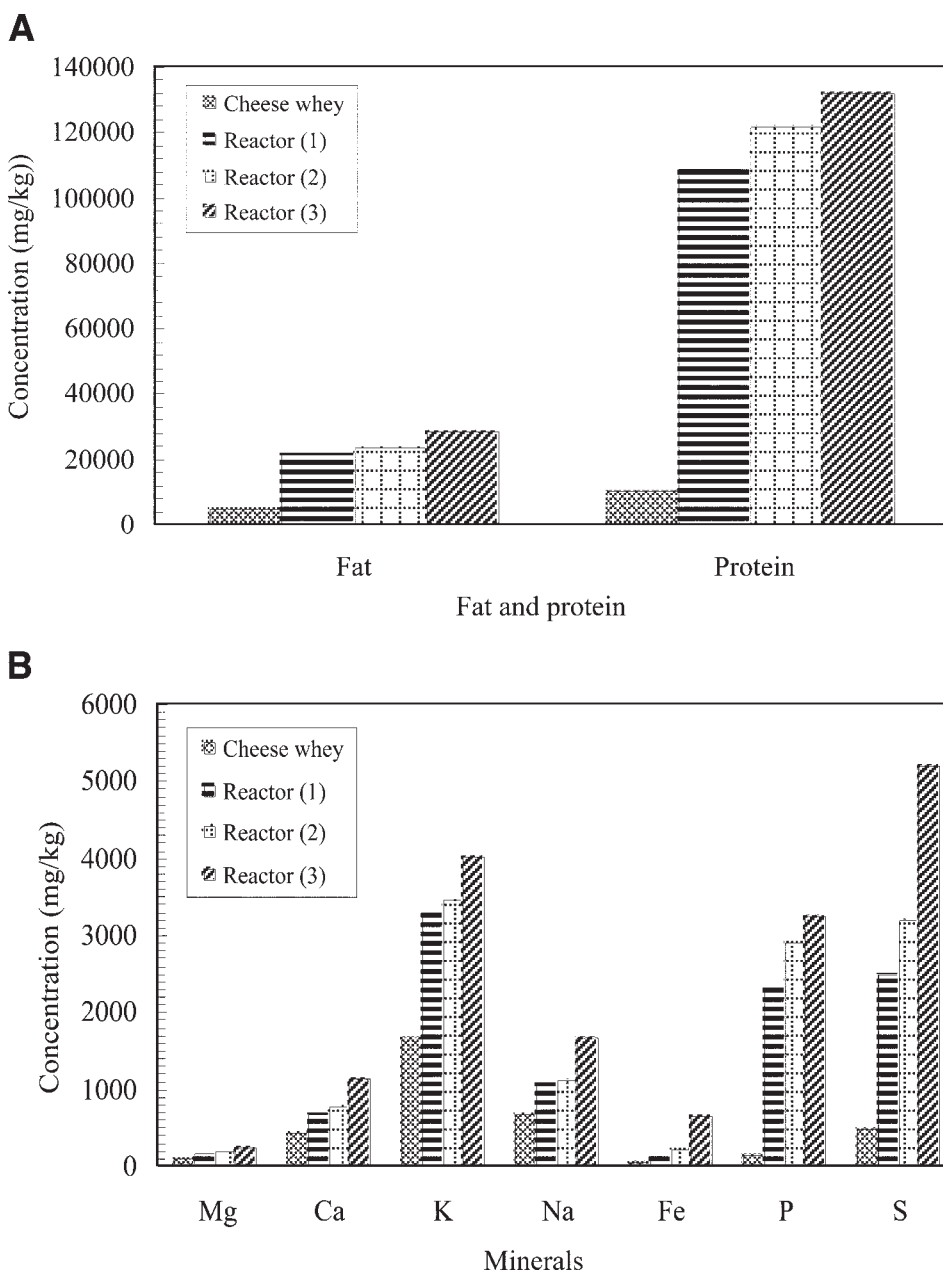 A
Concentration (mg/kg))
140000
120000
100000
80000
60000
40000
20000
0
Cheese whey
Reactor (1)
Reactor (2)
Reactor (3)
Fat Protein
Fat and protein
B
Concentration (mg/kg)
6000
5000
4000
3000
2000
1000
0
Cheese whey
Reactor (1)
Reactor (2)
Reactor (3)
Mg Ca K Na Fe P S
Minerals